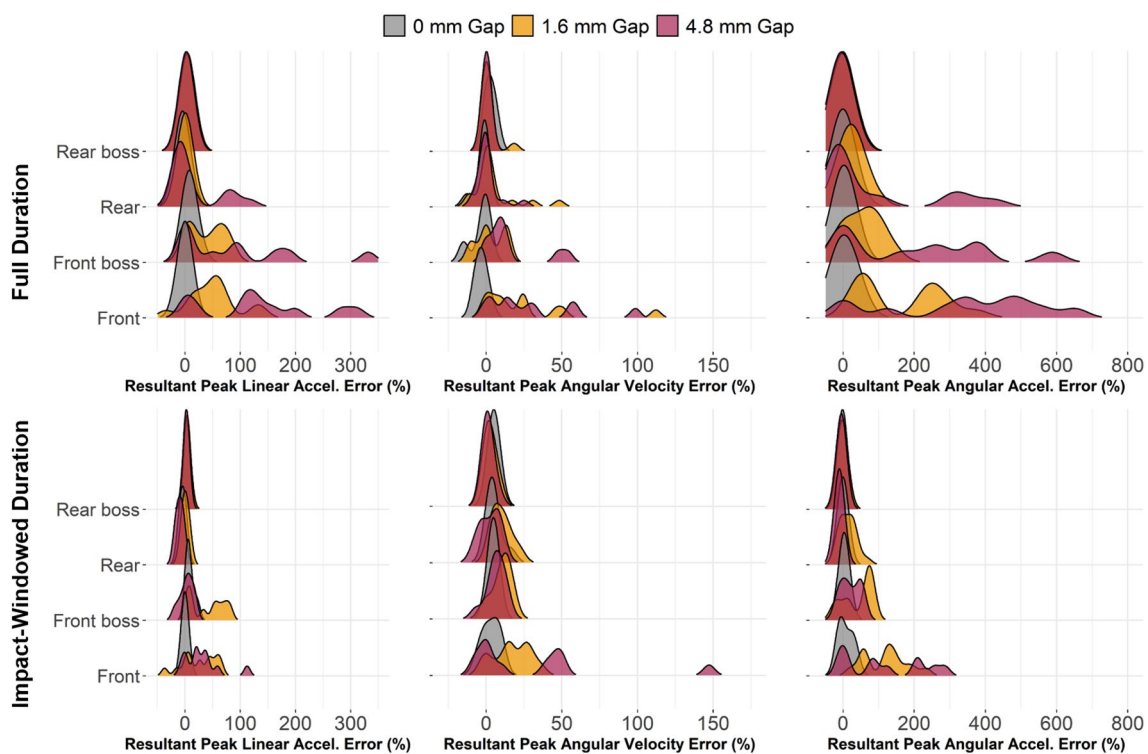 0 mm Gap 1.6 mm Gap 4.8 mm Gap
Full Duration
Rear boss
Rear
Front boss
Front
0 100 200 300
Resultant Peak Linear Accel. Error (%)
0 50 100 150
Resultant Peak Angular Velocity Error (%)
0 200 400 600 800
Resultant Peak Angular Accel. Error (%)
Impact-Windowed Duration
Rear boss
Rear
Front boss
Front
0 100 200 300
Resultant Peak Linear Accel. Error (%)
0 50 100 150
Resultant Peak Angular Velocity Error (%)
0 200 400 600 800
Resultant Peak Angular Accel. Error (%)